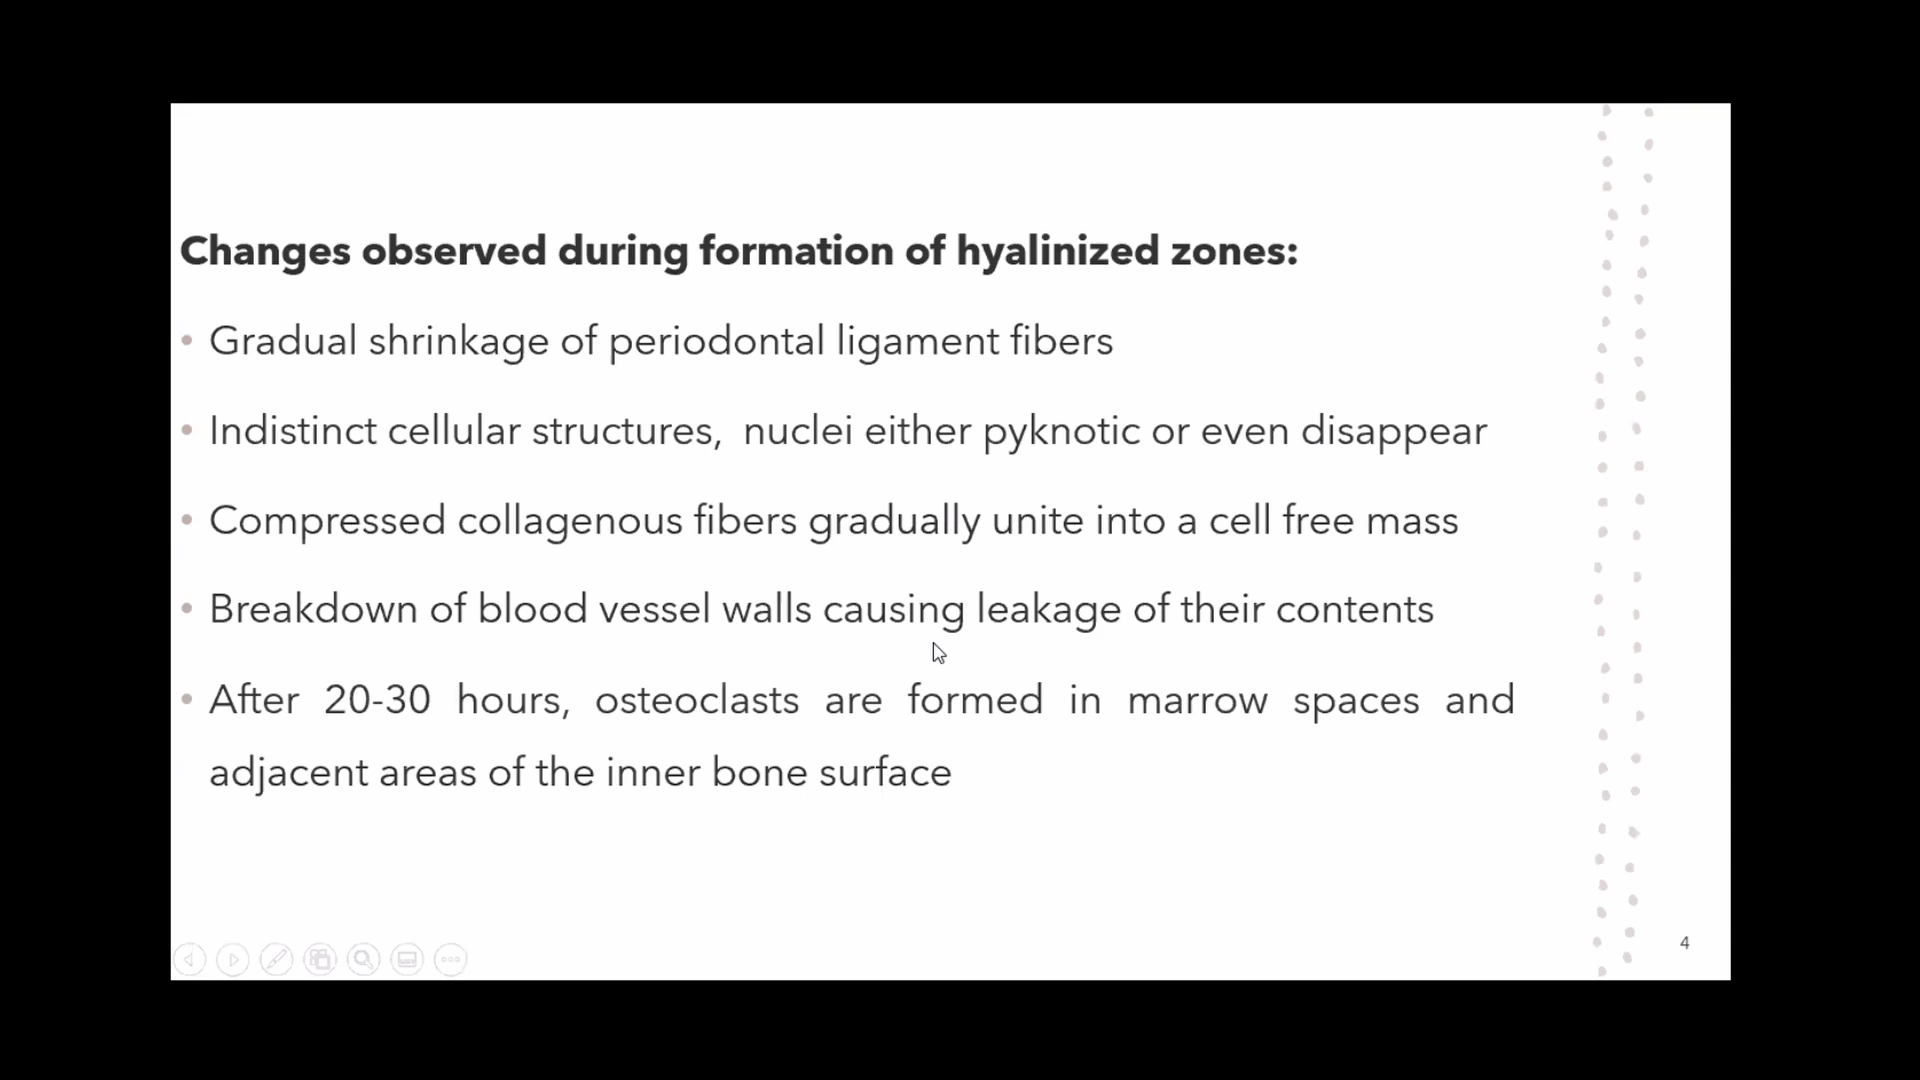 Changes observed during formation of hyalinized zones:
• Gradual shrinkage of periodontal ligament fibers
• Indistinct cellular structures,  nuclei either pyknotic or even disappear
• Compressed collagenous fibers gradually unite into a cell free mass
• Breakdown of blood vessel walls causing leakage of their contents
• After 20-30 hours, osteoclasts are formed in marrow spaces and
adjacent areas of the inner bone surface
4